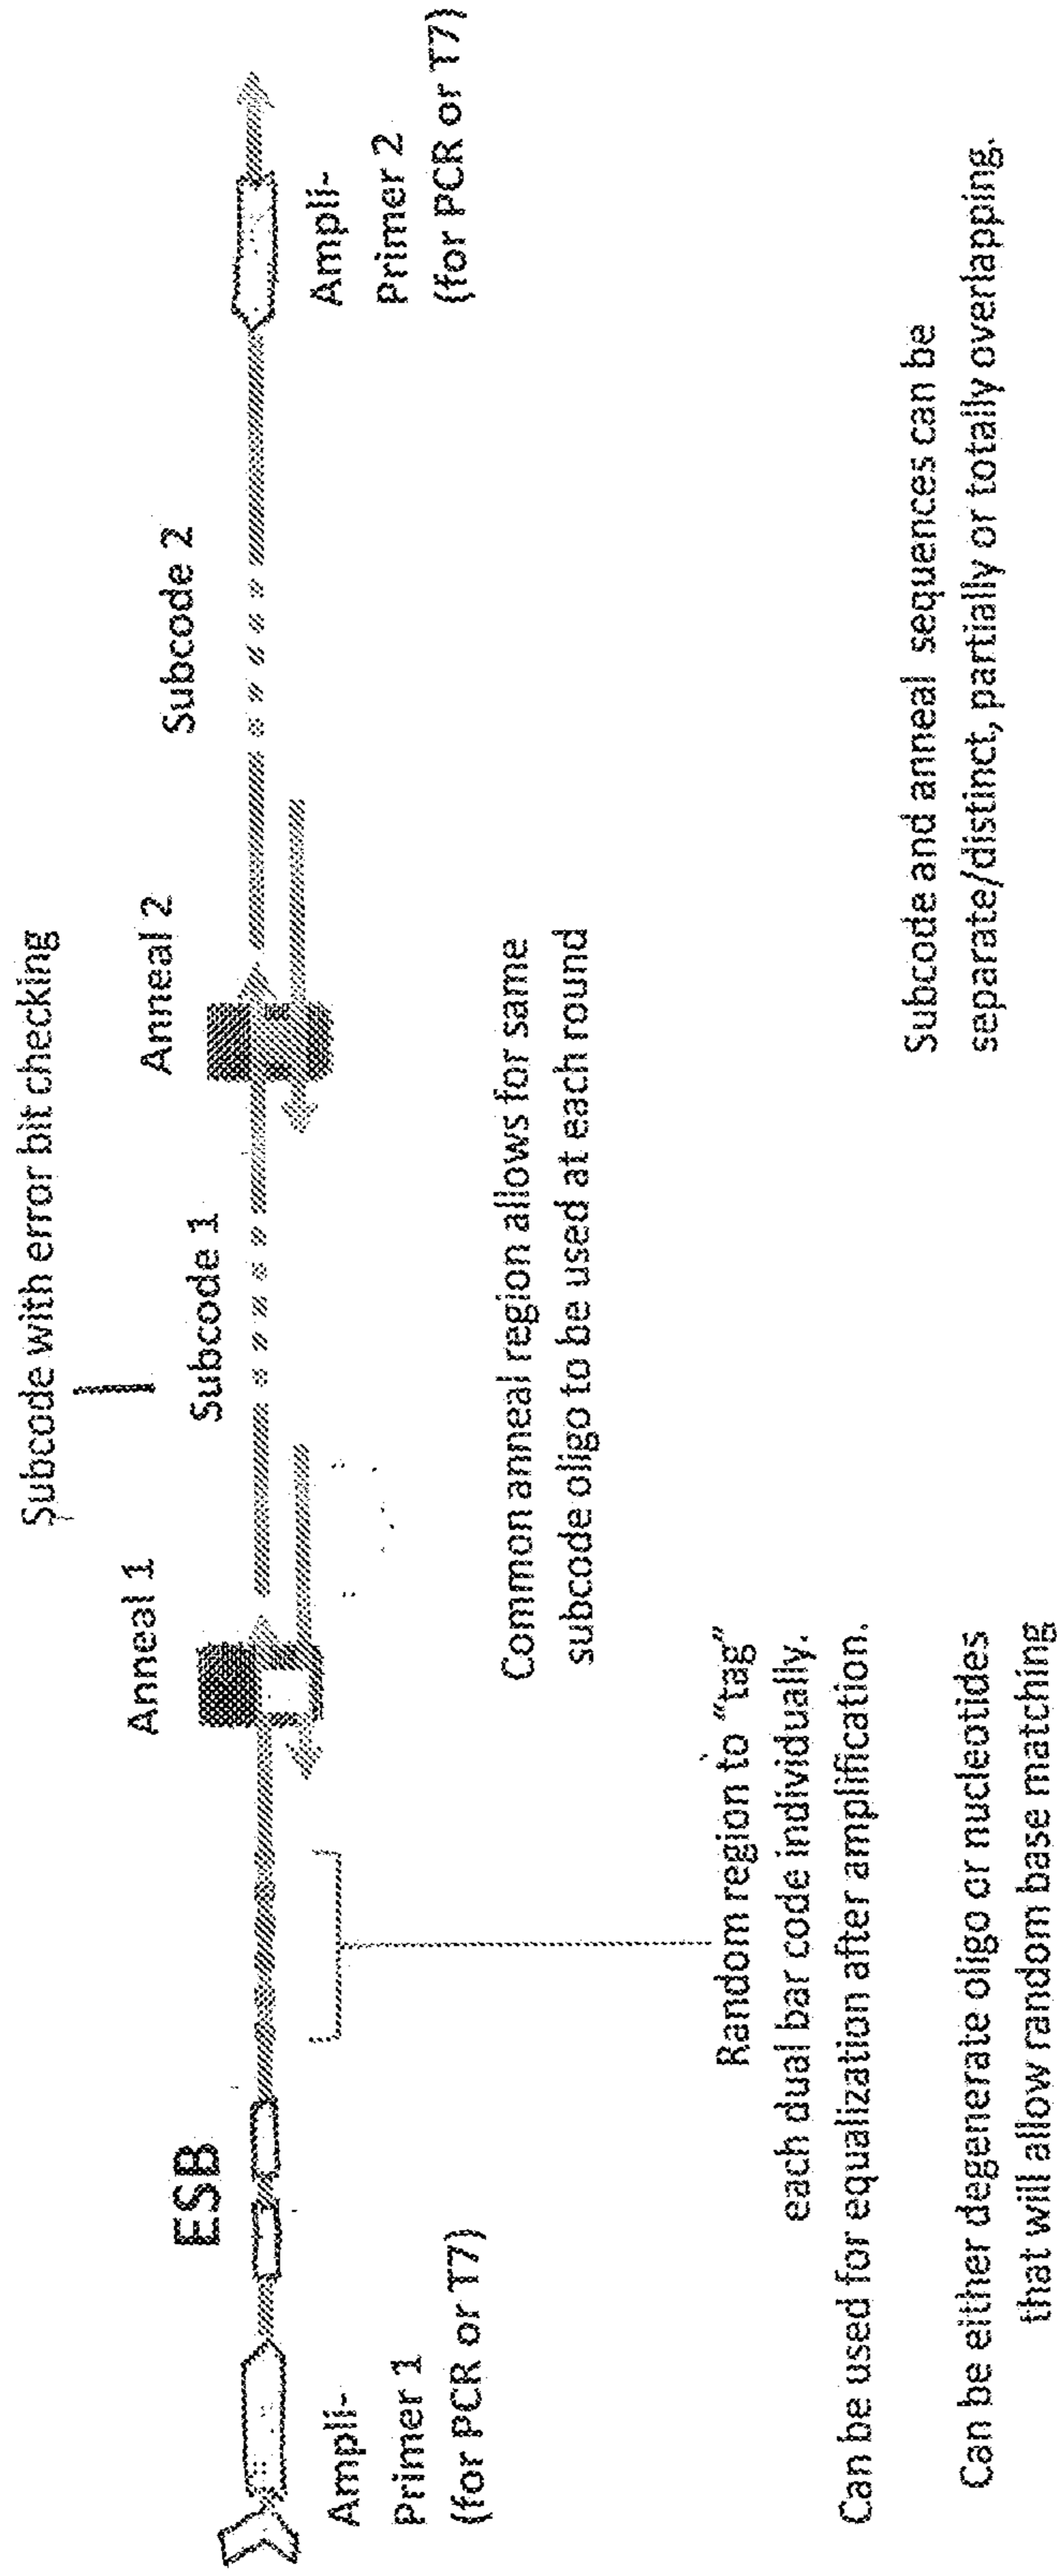 Subcode with error bit checking
Anneal 1
Subcode 1
Anneal 2
Subcode 2
ESB
Ampli-
Primer 1
(for PCR or T7)
Ampli-
Primer 2
(for PCR or T7)
Common anneal region allows for same
subcode oligo to be used at each round
Random region to “tag”
each dual bar code individually.
Can be used for equalization after amplification.
Can be either degenerate oligo or nucleotides
that will allow random base matching
Subcode and anneal sequences can be
separate/distinct, partially or totally overlapping.